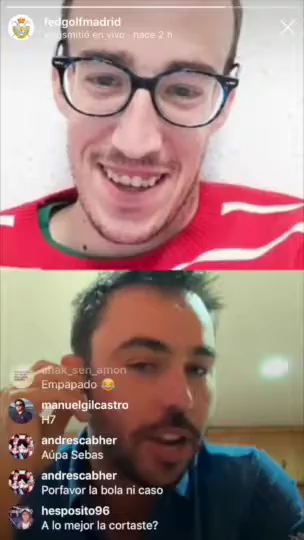 fedgolfmadrid
transmitió en vivo • hace 2 h
anak_sen_amon
Empapado 😂
manuelgilcastro
H7
andrescabher
Aúpa Sebas
andrescabher
Porfavor la bola ni caso
hesposito96
A lo mejor la cortaste?